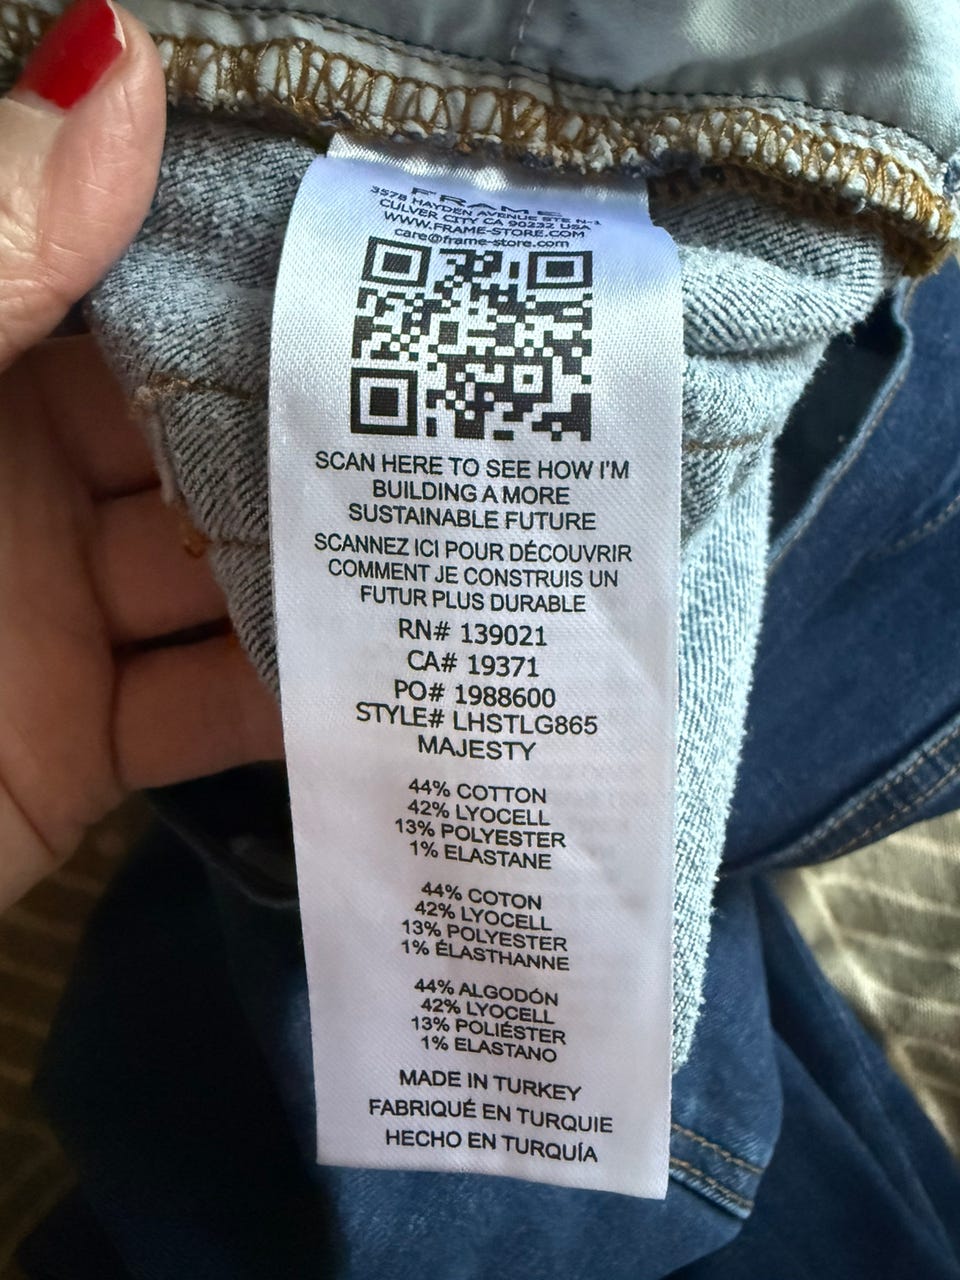 FRAME
3578 HAYDEN AVENUE STE N-1
CULVER CITY CA 90232 USA
WWW.FRAME-STORE.COM
care@frame-store.com
SCAN HERE TO SEE HOW I'M
BUILDING A MORE
SUSTAINABLE FUTURE
SCANNEZ ICI POUR DÉCOUVRIR
COMMENT JE CONSTRUIS UN
FUTUR PLUS DURABLE
RN# 139021
CA# 19371
PO# 1988600
STYLE# LHSTLG865
MAJESTY
44% COTTON
42% LYOCELL
13% POLYESTER
1% ELASTANE
44% COTON
42% LYOCELL
13% POLYESTER
1% ÉLASTHANNE
44% ALGODÓN
42% LYOCELL
13% POLIÉSTER
1% ELASTANO
MADE IN TURKEY
FABRIQUÉ EN TURQUIE
HECHO EN TURQUÍA